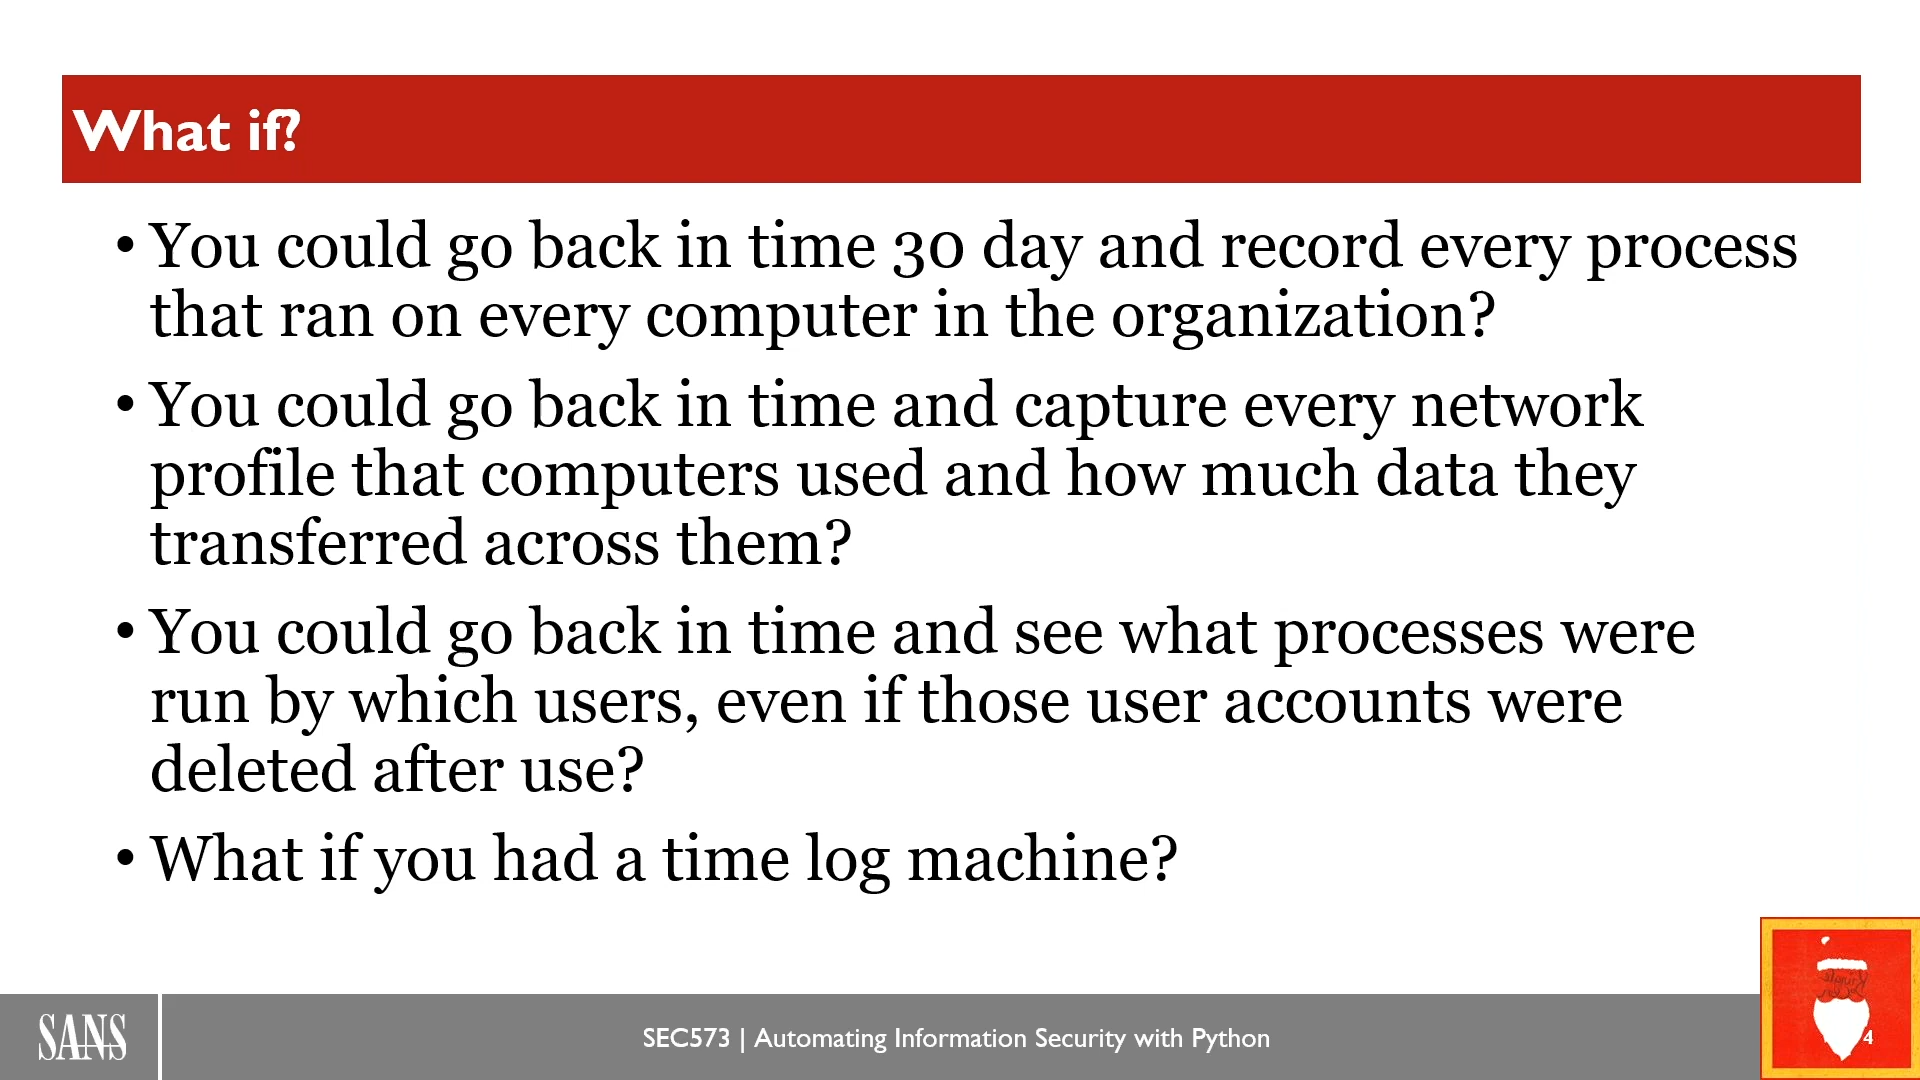 What if?
• You could go back in time 30 day and record every process
that ran on every computer in the organization?
• You could go back in time and capture every network
profile that computers used and how much data they
transferred across them?
• You could go back in time and see what processes were
run by which users, even if those user accounts were
deleted after use?
• What if you had a time log machine?
SANS
SEC573 | Automating Information Security with Python
4